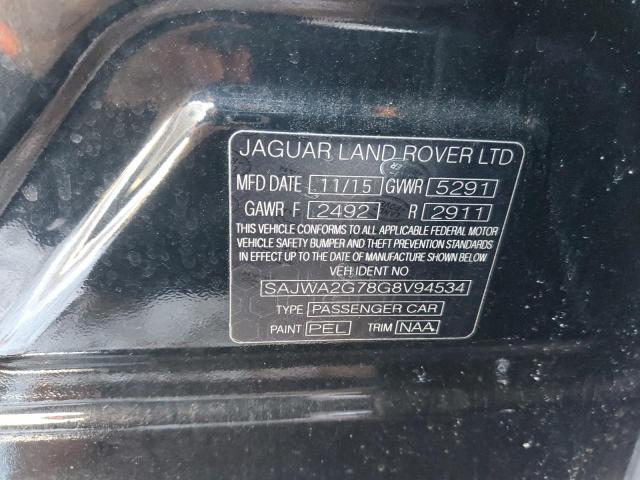 JAGUAR LAND ROVER LTD
MFD DATE 11/15 GVWR 5291
GAWR F 2492 R 2911
THIS VEHICLE CONFORMS TO ALL APPLICABLE FEDERAL MOTOR
VEHICLE SAFETY BUMPER AND THEFT PREVENTION STANDARDS
IN EFFECT UP TO THE DATE OF MANUFACTURE SHOWN BELOW
VEH IDENT NO
SAJWA2G78G8V94534
TYPE PASSENGER CAR
PAINT PEL TRIM NAA